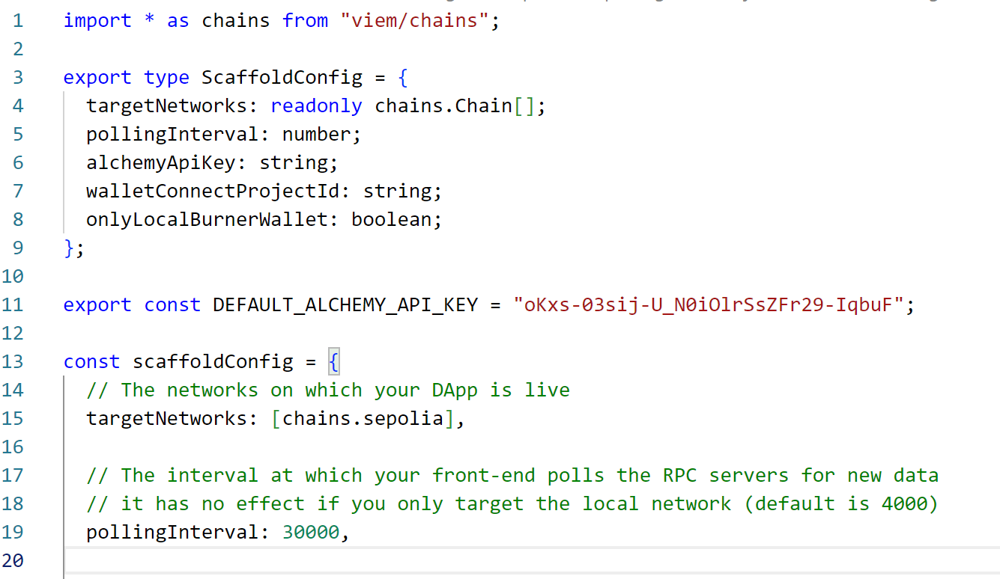 1 import * as chains from "viem/chains";
2
3 export type ScaffoldConfig = {
4 targetNetworks: readonly chains.Chain[];
5 pollingInterval: number;
6 alchemyApiKey: string;
7 walletConnectProjectId: string;
8 onlyLocalBurnerWallet: boolean;
9 };
10
11 export const DEFAULT_ALCHEMY_API_KEY = "oKxs-03sij-U_N0iOlrSsZFr29-IqbuF";
12
13 const scaffoldConfig = {
14 // The networks on which your DApp is live
15 targetNetworks: [chains.sepolia],
16
17 // The interval at which your front-end polls the RPC servers for new data
18 // it has no effect if you only target the local network (default is 4000)
19 pollingInterval: 30000,
20